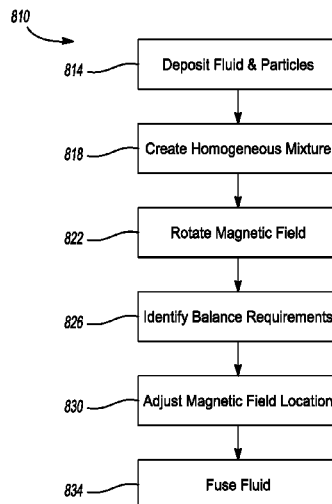 810
814
Deposit Fluid & Particles
818
Create Homogeneous Mixture
822
Rotate Magnetic Field
826
Identify Balance Requirements
830
Adjust Magnetic Field Location
834
Fuse Fluid